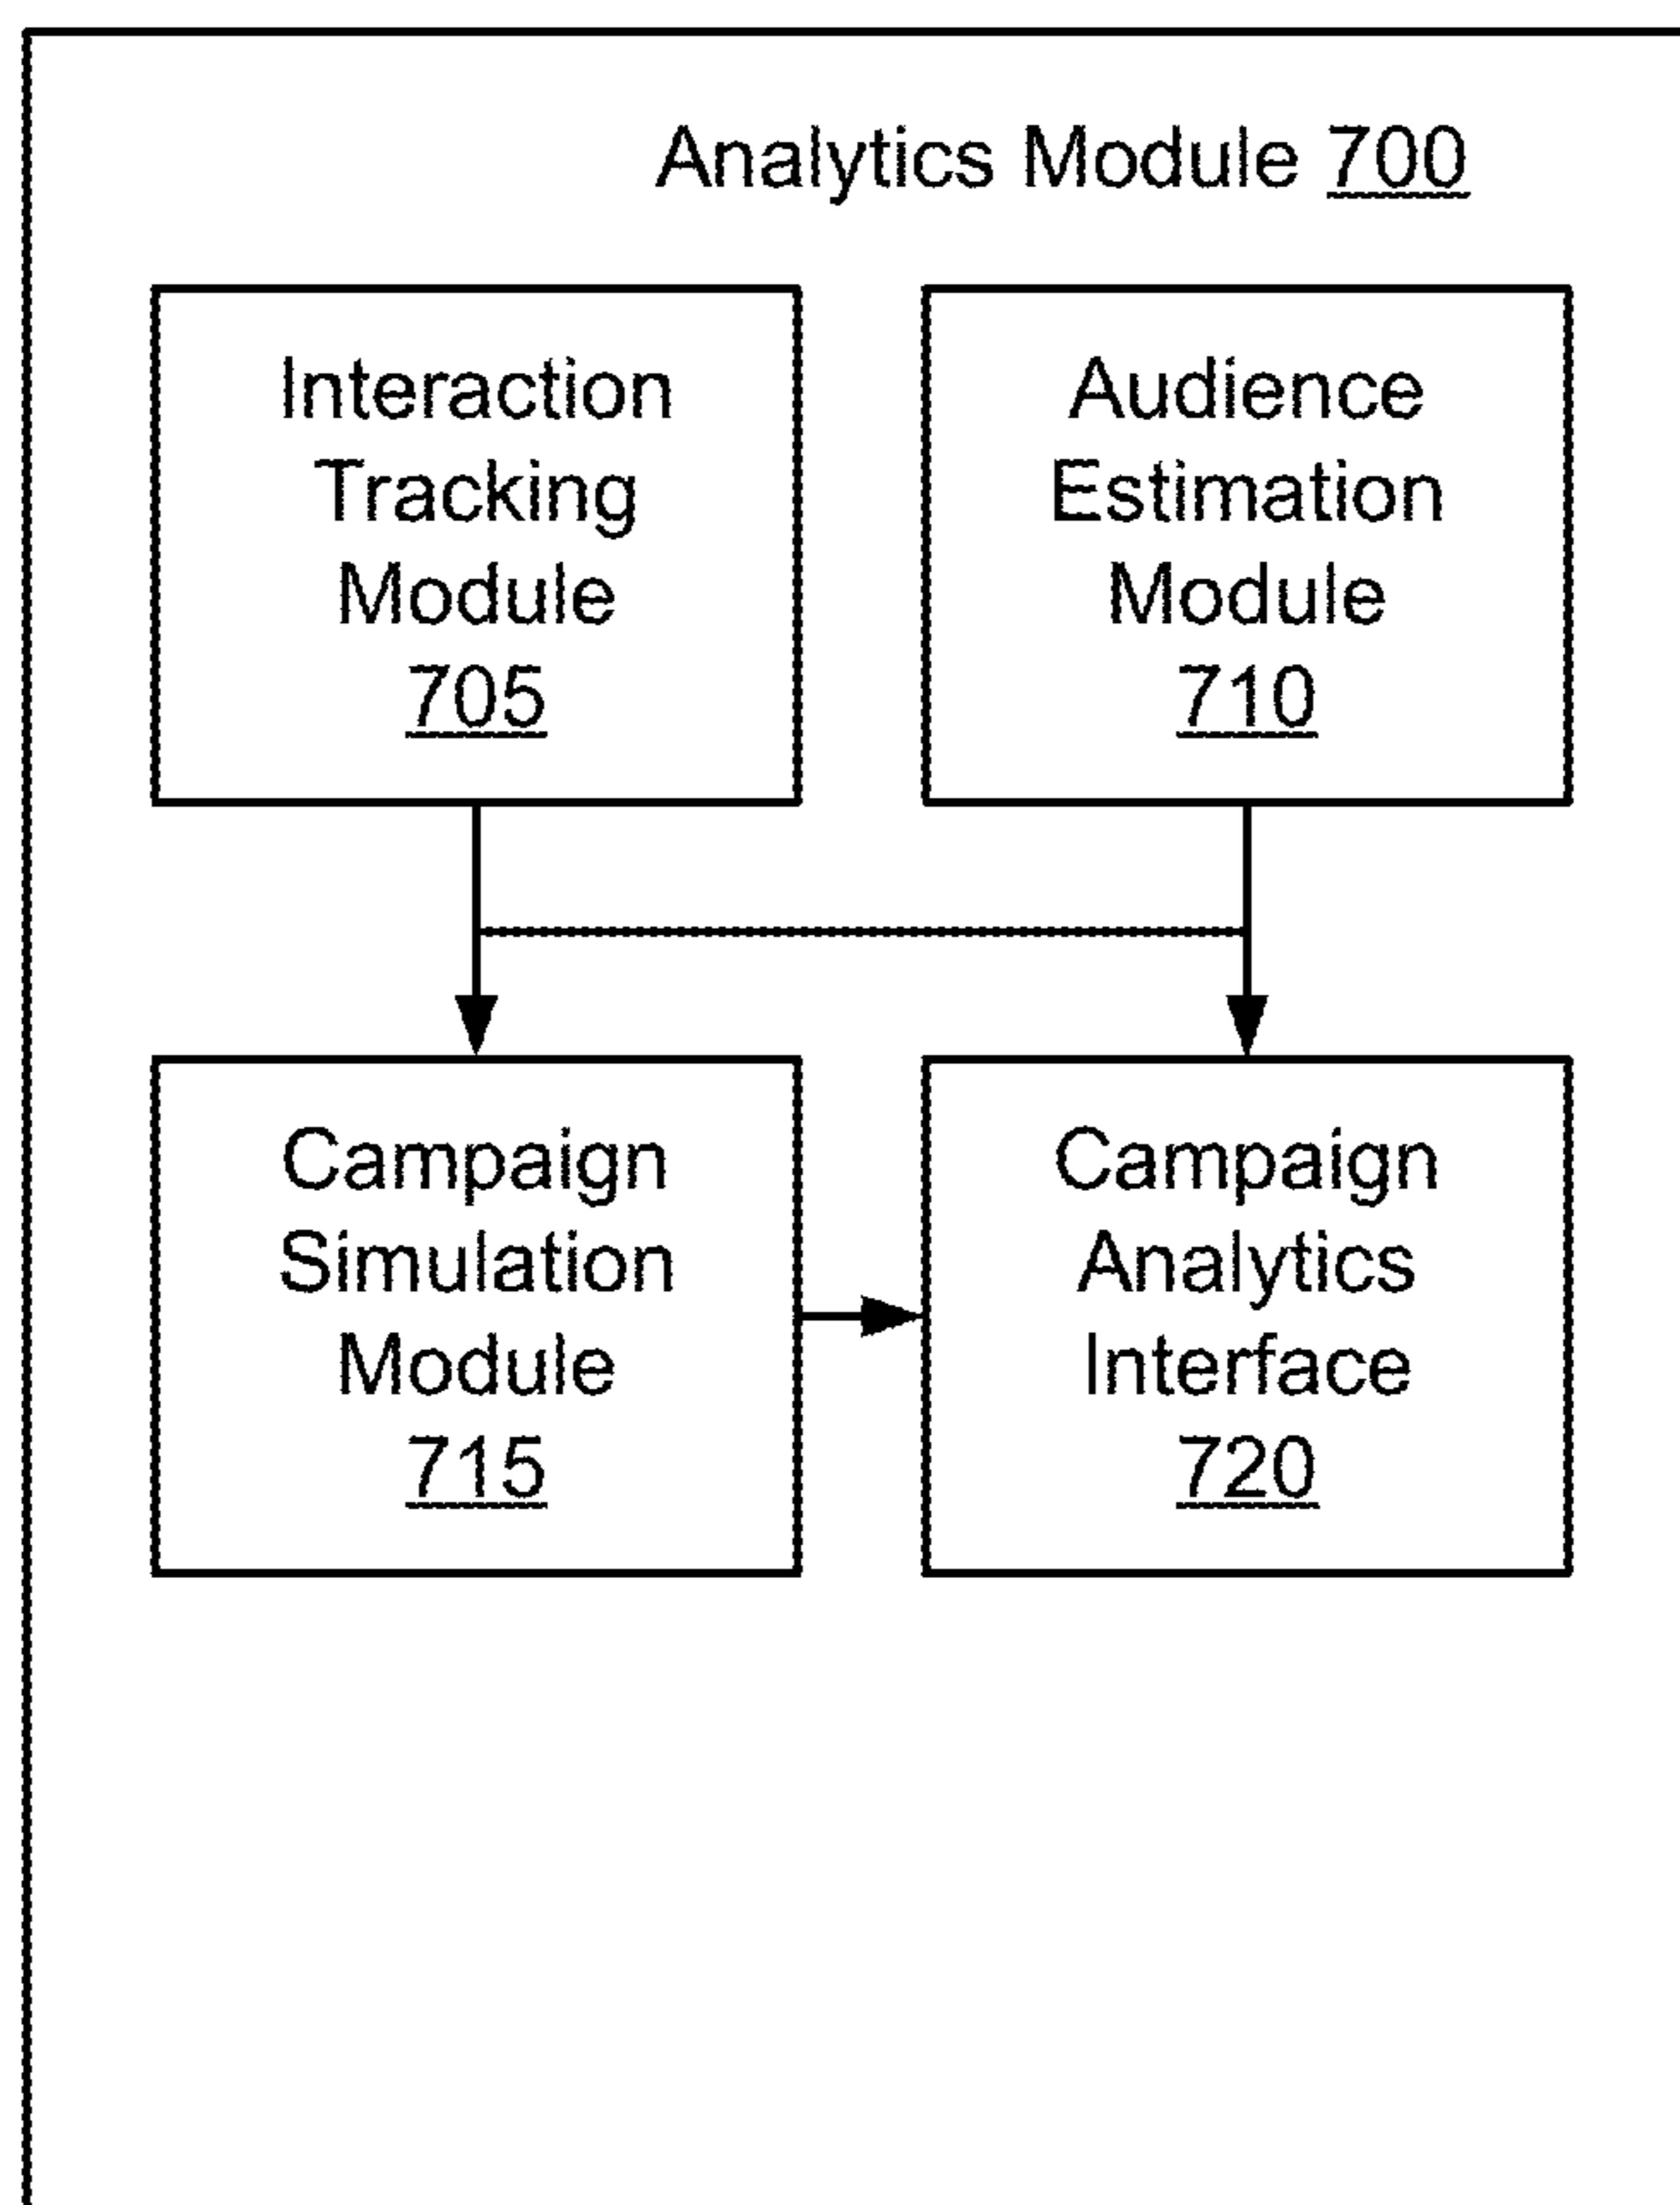 Analytics Module 700
Interaction
Tracking
Module
705
Audience
Estimation
Module
710
Campaign
Simulation
Module
715
Campaign
Analytics
Interface
720